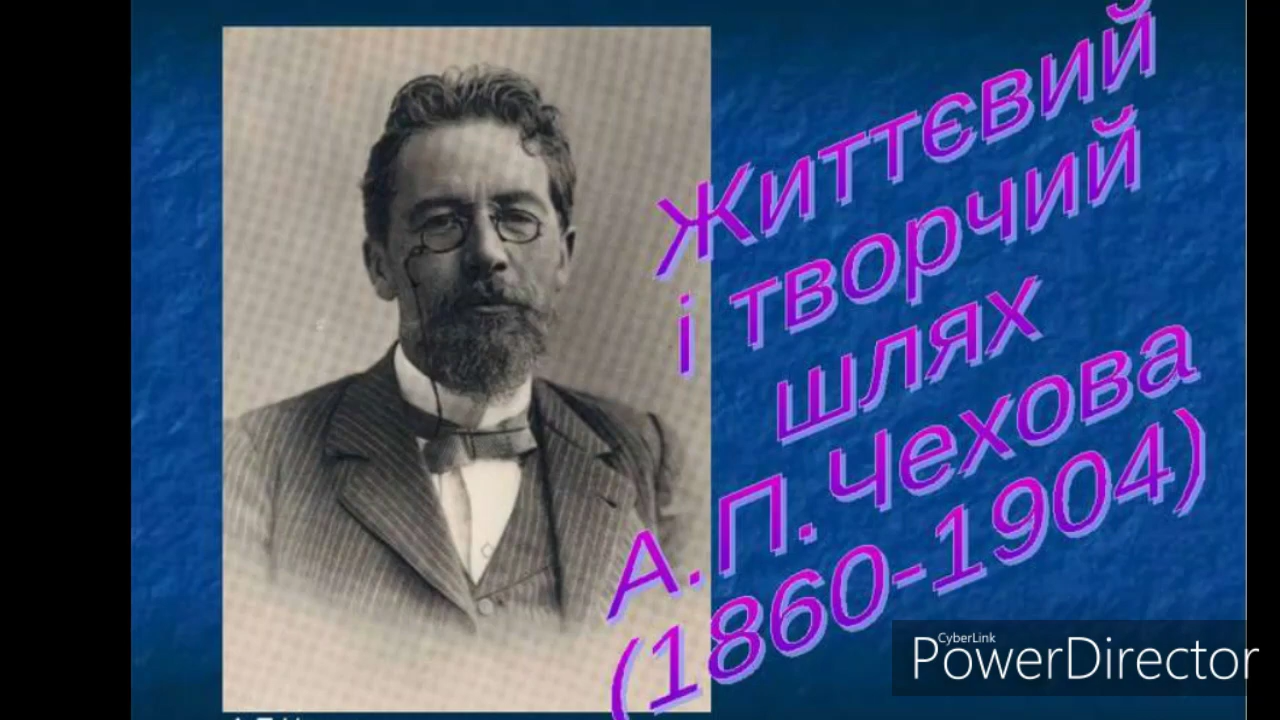 Життєвий
і творчий
шлях
А.П.Чехова
(1860-1904)
CyberLink
PowerDirector